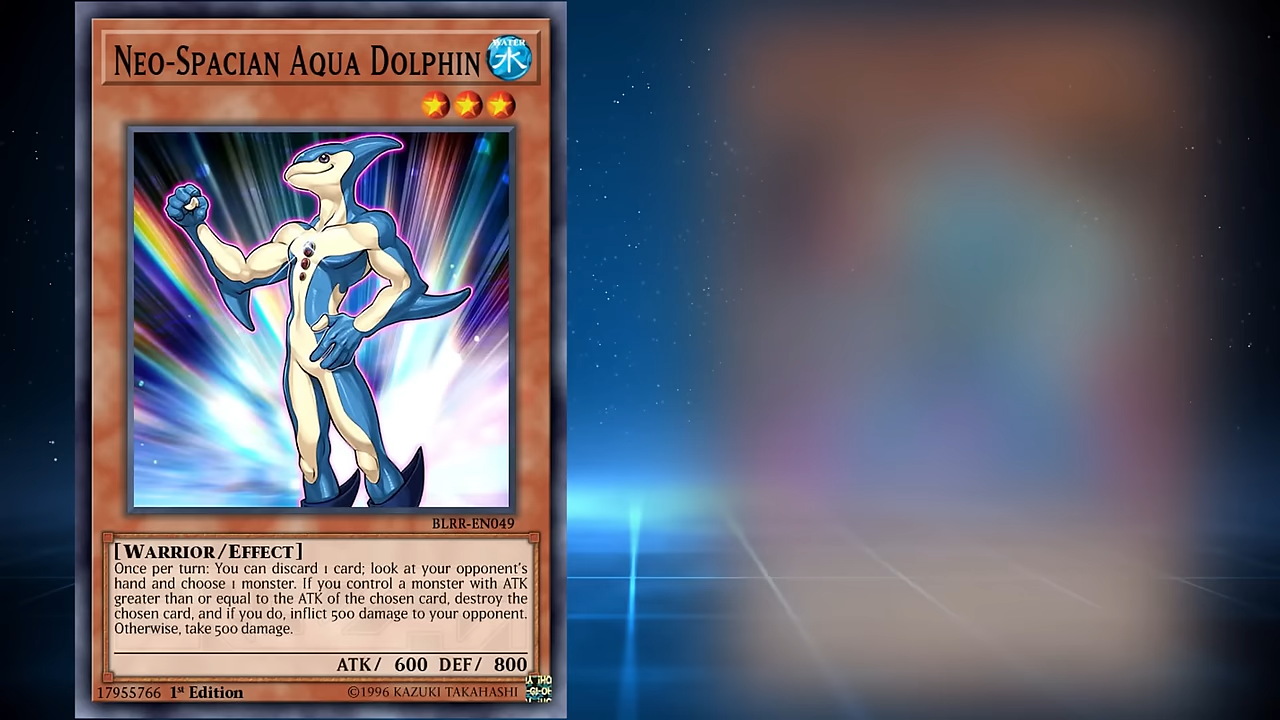 NEO-SPACIAN AQUA DOLPHIN
WATER
水
BLRR-EN049
[WARRIOR/EFFECT]
Once per turn: You can discard 1 card; look at your opponent's
hand and choose 1 monster. If you control a monster with ATK
greater than or equal to the ATK of the chosen card, destroy the
chosen card, and if you do, inflict 500 damage to your opponent.
Otherwise, take 500 damage.
ATK/ 600 DEF/ 800
17955766 1st Edition ©1996 KAZUKI TAKAHASHI